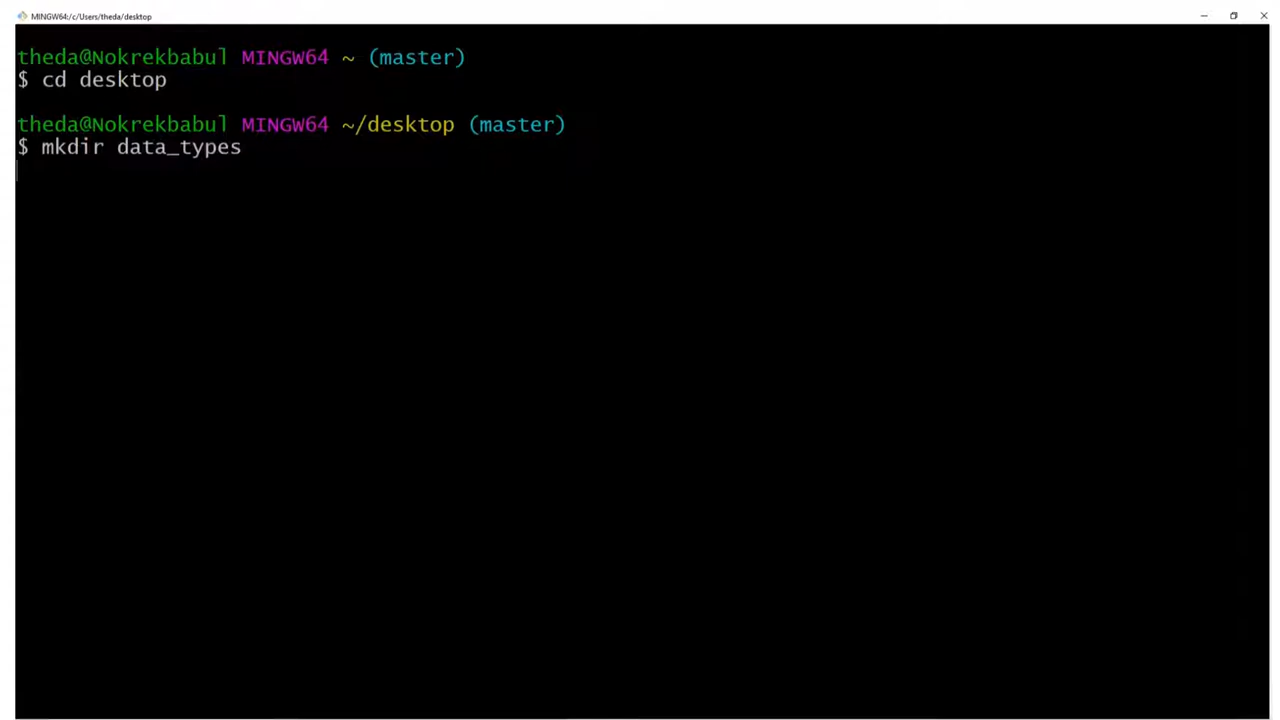 MINGW64:/c/Users/theda/desktop
theda@Nokrekbabul MINGW64 ~ (master)
$ cd desktop
theda@Nokrekbabul MINGW64 ~/desktop (master)
$ mkdir data_types